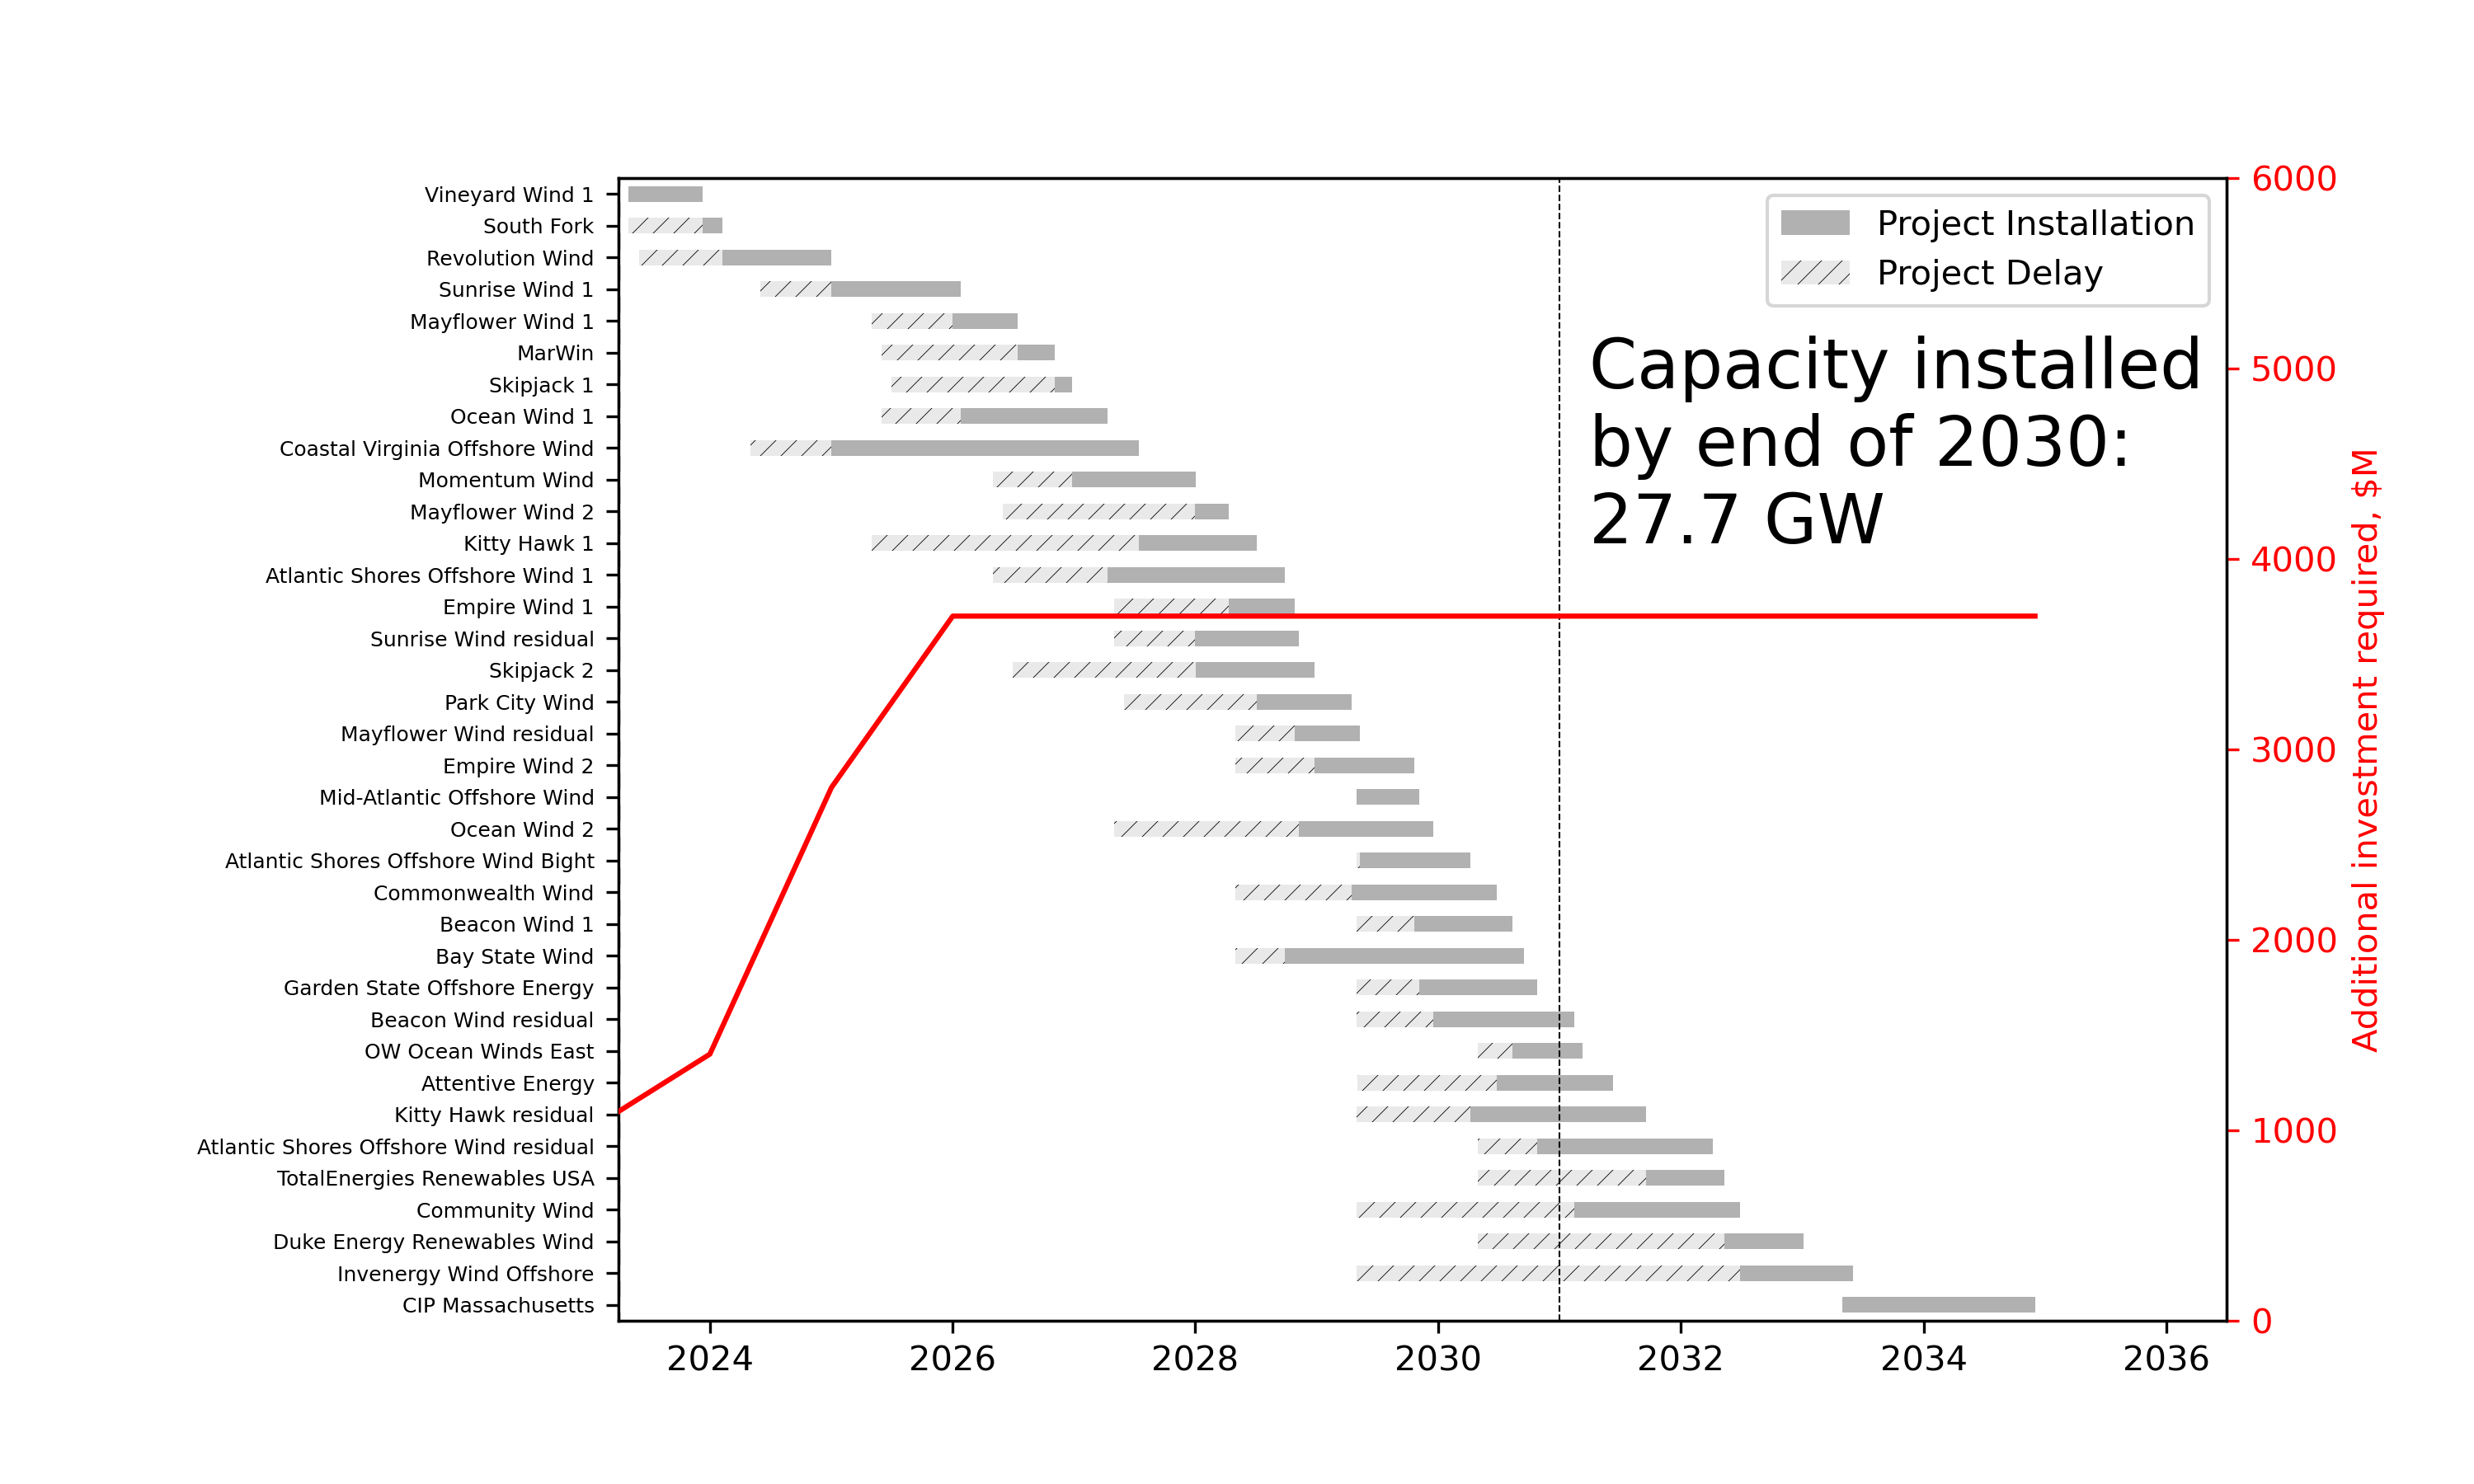 Vineyard Wind 1
South Fork
Revolution Wind
Sunrise Wind 1
Mayflower Wind 1
MarWin
Skipjack 1
Ocean Wind 1
Coastal Virginia Offshore Wind
Momentum Wind
Mayflower Wind 2
Kitty Hawk 1
Atlantic Shores Offshore Wind 1
Empire Wind 1
Sunrise Wind residual
Skipjack 2
Park City Wind
Mayflower Wind residual
Empire Wind 2
Mid-Atlantic Offshore Wind
Ocean Wind 2
Atlantic Shores Offshore Wind Bight
Commonwealth Wind
Beacon Wind 1
Bay State Wind
Garden State Offshore Energy
Beacon Wind residual
OW Ocean Winds East
Attentive Energy
Kitty Hawk residual
Atlantic Shores Offshore Wind residual
TotalEnergies Renewables USA
Community Wind
Duke Energy Renewables Wind
Invenergy Wind Offshore
CIP Massachusetts
Project Installation
Project Delay
Capacity installed
by end of 2030:
27.7 GW
6000
5000
4000
3000
2000
1000
0
Additional investment required, $M
2024 2026 2028 2030 2032 2034 2036